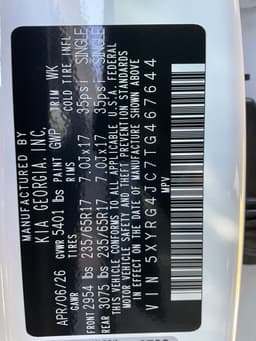 MANUFACTURED BY
KIA GEORGIA, INC.
APR/06/26 PAINT GWP TRIM WK
GVWR 5401 lbs
TIRES RIMS COLD TIRE INFL
FRONT 2954 lbs 235/65R17 7.0Jx17 35psi SINGLE
REAR 3075 lbs 235/65R17 7.0Jx17 35psi SINGLE
THIS VEHICLE CONFORMS TO ALL APPLICABLE U.S.A. FEDERAL
MOTOR VEHICLE SAFETY AND THEFT PREVENTION STANDARDS
IN EFFECT ON THE DATE OF MANUFACTURE SHOWN ABOVE.
VIN 5XYRG4JC7TG467644
MPV